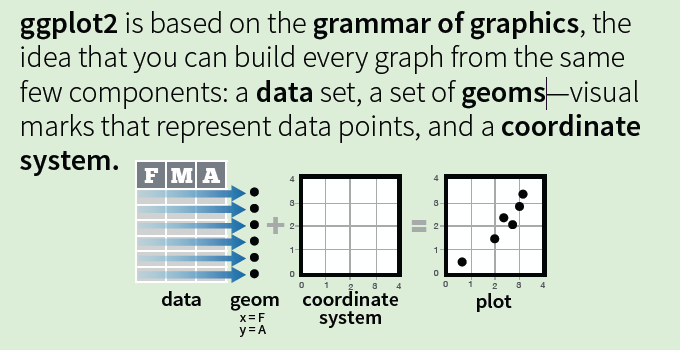 ggplot2 is based on the grammar of graphics, the
idea that you can build every graph from the same
few components: a data set, a set of geoms—visual
marks that represent data points, and a coordinate
system.
F M A
4
3
2
1
0
0 1 2 3 4
4
3
2
1
0
0 1 2 3 4
+
=
data
geom
x = F
y = A
coordinate
system
plot